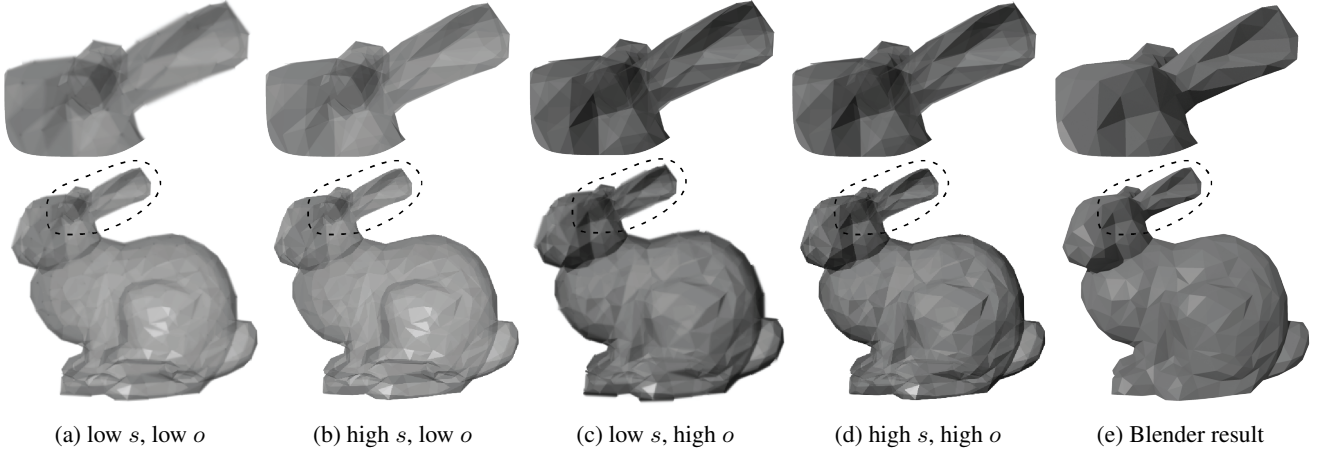 (a) low s, low o
(b) high s, low o
(c) low s, high o
(d) high s, high o
(e) Blender result